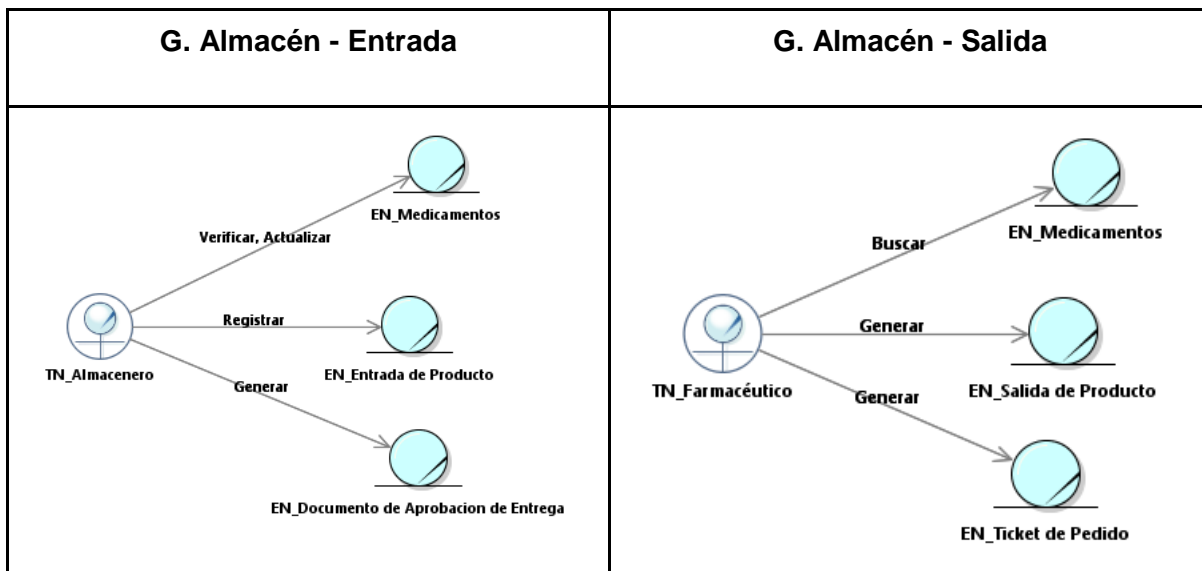 G. Almacén - Entrada
G. Almacén - Salida
EN_Medicamentos
Verificar, Actualizar
Registrar
TN_Almacenero
EN_Entrada de Producto
Generar
EN_Documento de Aprobacion de Entrega
EN_Medicamentos
Buscar
Generar
TN_Farmacéutico
EN_Salida de Producto
Generar
EN_Ticket de Pedido